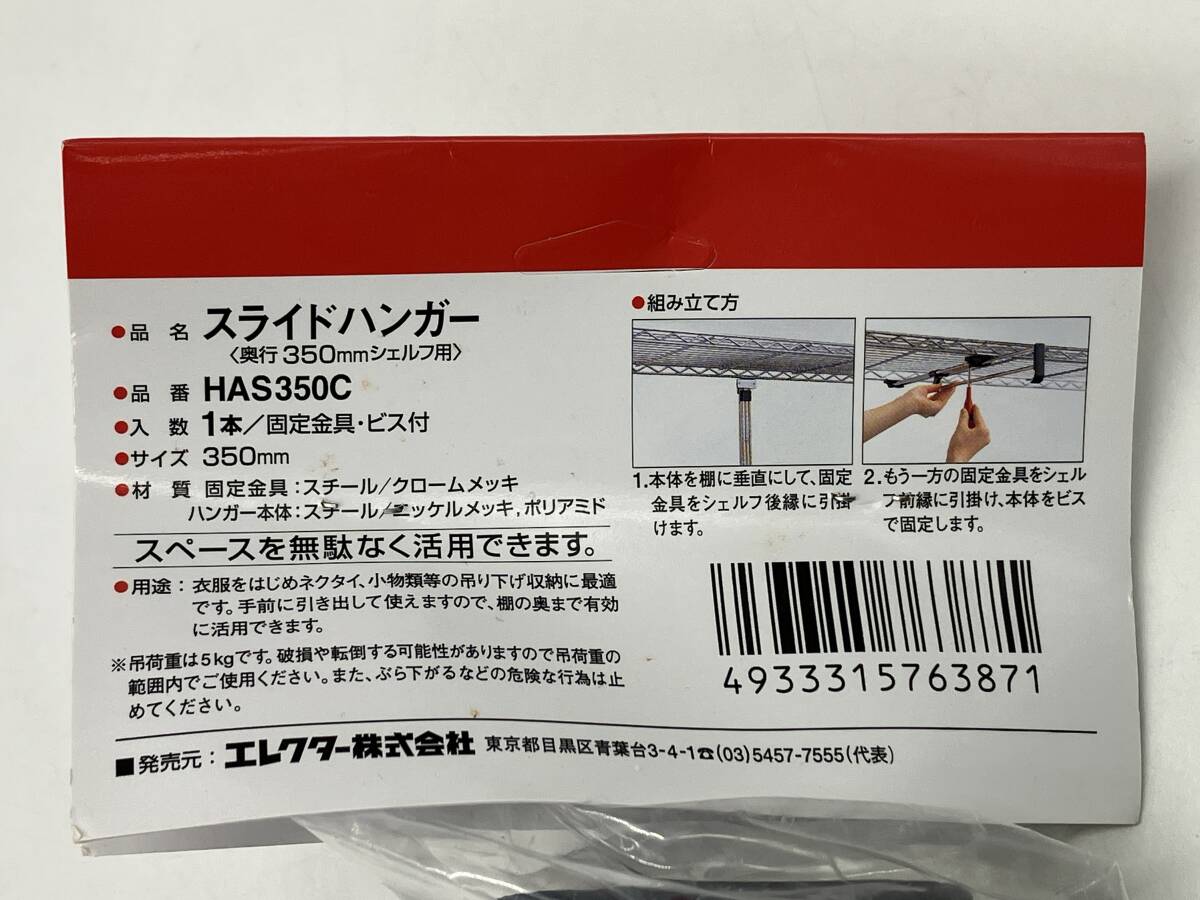 ●品 名 スライドハンガー
〈奥行350mmシェルフ用〉
●品 番 HAS350C
●入 数 1本/固定金具・ビス付
●サイズ 350mm
●材 質 固定金具:スチール/クロームメッキ
ハンガー本体:スチール/ニッケルメッキ,ポリアミド
スペースを無駄なく活用できます。
●用途:衣服をはじめネクタイ、小物類等の吊り下げ収納に最適
です。手前に引き出して使えますので、棚の奥まで有効
に活用できます。
※吊荷重は5kgです。破損や転倒する可能性がありますので吊荷重の
範囲内でご使用ください。また、ぶら下がるなどの危険な行為は止
めてください。
●組み立て方
1.本体を棚に垂直にして、固定
金具をシェルフ後縁に引掛
けます。
2.もう一方の固定金具をシェル
フ前縁に引掛け、本体をビス
で固定します。
4933315763871
■発売元:エレクター株式会社 東京都目黒区青葉台3-4-1☎(03)5457-7555(代表)